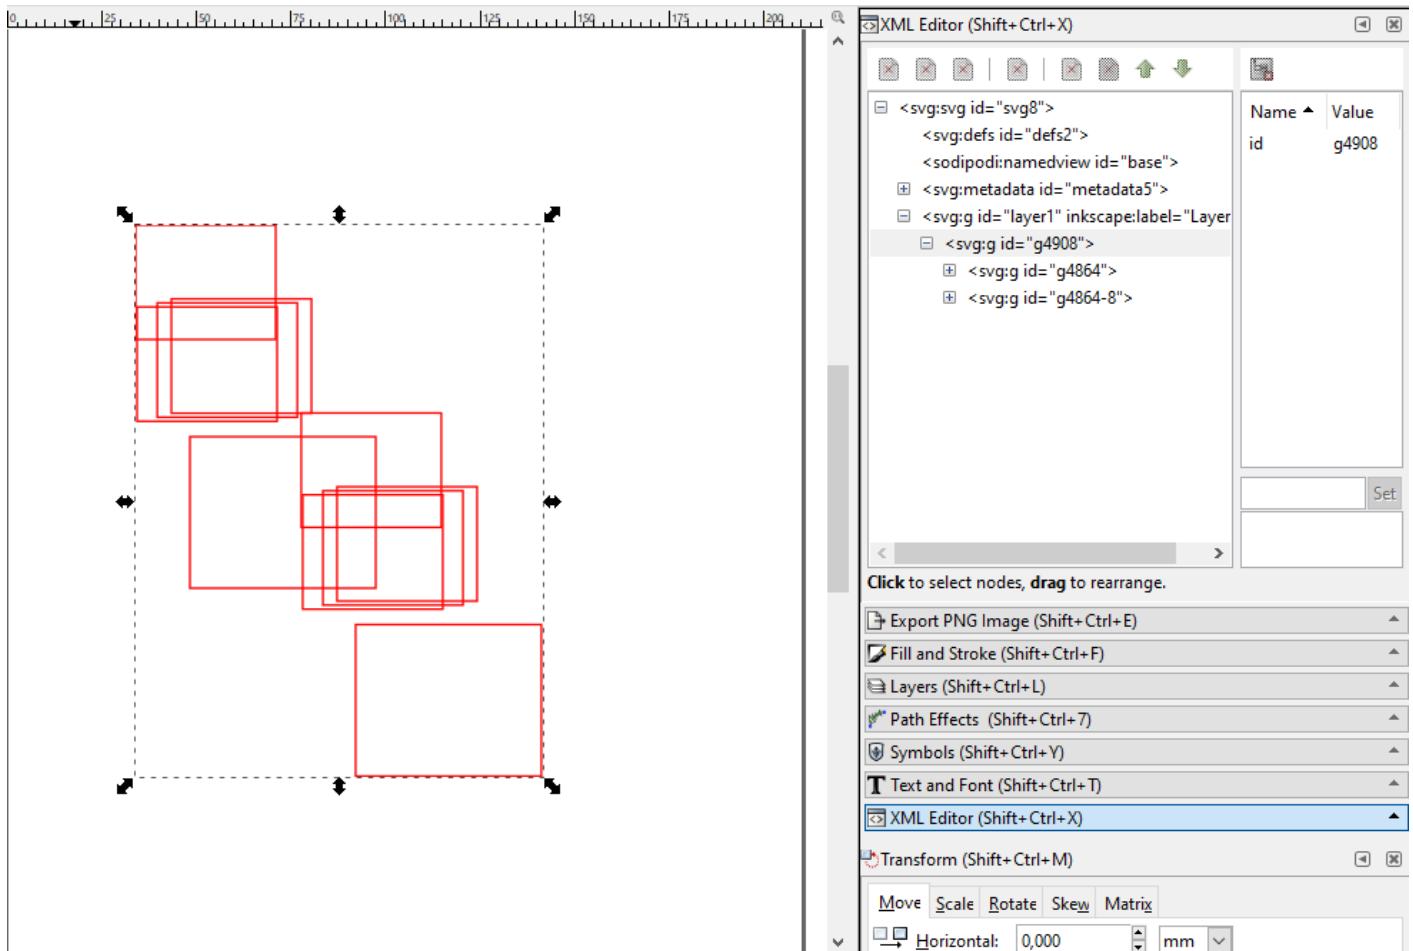 0 25 50 75 100 125 150 175 200
XML Editor (Shift+Ctrl+X)
<svg:svg id="svg8">
<svg:defs id="defs2">
<sodipodi:namedview id="base">
<svg:metadata id="metadata5">
<svg:g id="layer1" inkscape:label="Layer
<svg:g id="g4908">
<svg:g id="g4864">
<svg:g id="g4864-8">
Name Value
id g4908
Set
Click to select nodes, drag to rearrange.
Export PNG Image (Shift+Ctrl+E)
Fill and Stroke (Shift+Ctrl+F)
Layers (Shift+Ctrl+L)
Path Effects (Shift+Ctrl+7)
Symbols (Shift+Ctrl+Y)
Text and Font (Shift+Ctrl+T)
XML Editor (Shift+Ctrl+X)
Transform (Shift+Ctrl+M)
Move Scale Rotate Skew Matrix
Horizontal: 0,000 mm